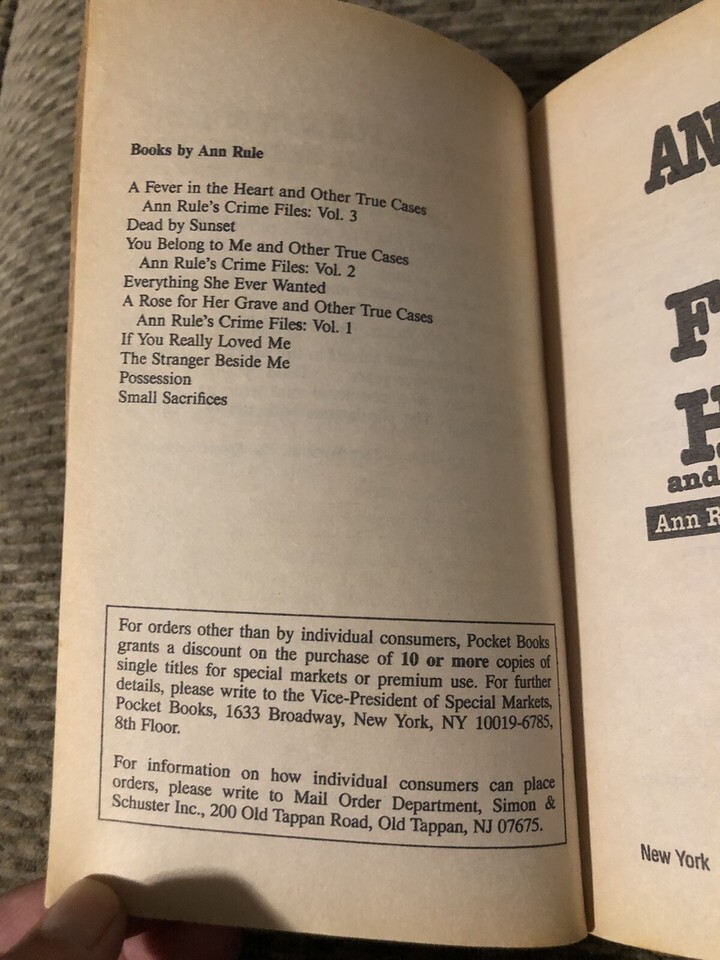 Books by Ann Rule
A Fever in the Heart and Other True Cases
Ann Rule's Crime Files: Vol. 3
Dead by Sunset
You Belong to Me and Other True Cases
Ann Rule's Crime Files: Vol. 2
Everything She Ever Wanted
A Rose for Her Grave and Other True Cases
Ann Rule's Crime Files: Vol. 1
If You Really Loved Me
The Stranger Beside Me
Possession
Small Sacrifices
For orders other than by individual consumers, Pocket Books
grants a discount on the purchase of 10 or more copies of
single titles for special markets or premium use. For further
details, please write to the Vice-President of Special Markets,
Pocket Books, 1633 Broadway, New York, NY 10019-6785,
8th Floor.
For information on how individual consumers can place
orders, please write to Mail Order Department, Simon &
Schuster Inc., 200 Old Tappan Road, Old Tappan, NJ 07675.
AN
F
H
and
Ann R
New York